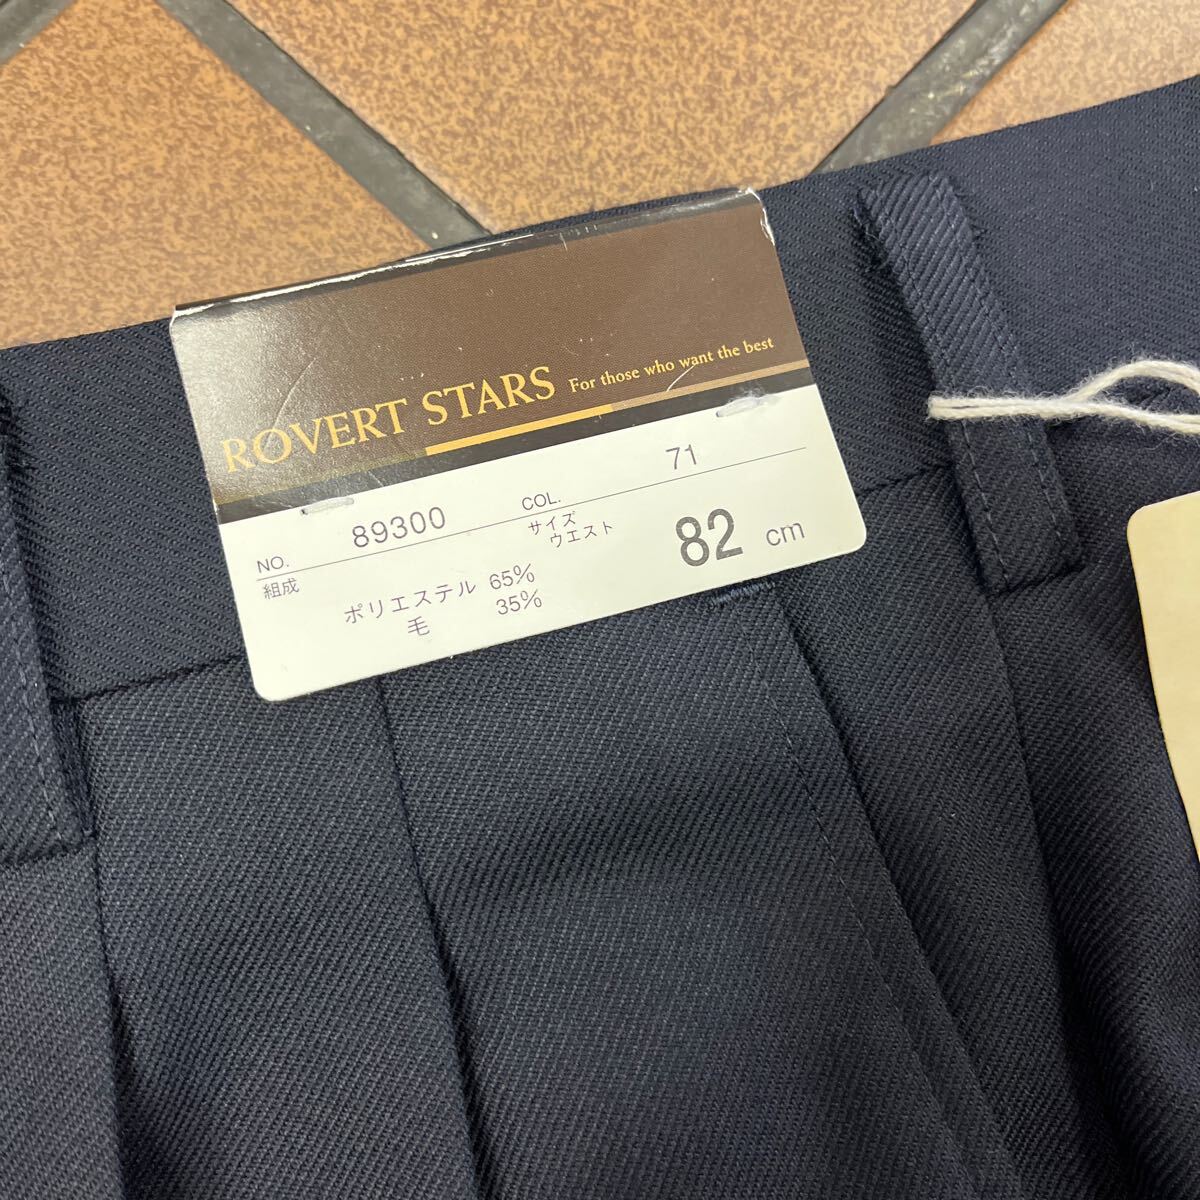 ROVERT STARS For those who want the best
NO. 89300 COL. 71
組成 ポリエステル 65% サイズ
毛 35% ウエスト 82 cm